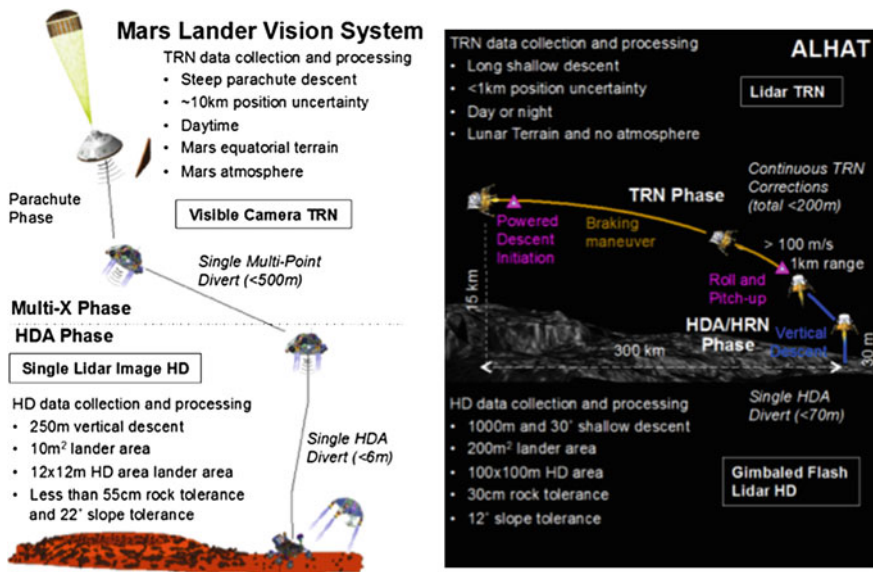 Mars Lander Vision System
TRN data collection and processing
• Steep parachute descent
• ~10km position uncertainty
• Daytime
• Mars equatorial terrain
• Mars atmosphere
Parachute
Phase
Visible Camera TRN
Single Multi-Point
Divert (<500m)
Multi-X Phase
HDA Phase
Single Lidar Image HD
HD data collection and processing
• 250m vertical descent
• 10m² lander area
• 12x12m HD area lander area
• Less than 55cm rock tolerance
and 22˚ slope tolerance
Single HDA
Divert (<6m)
ALHAT
TRN data collection and processing
• Long shallow descent
• <1km position uncertainty
• Day or night
• Lunar Terrain and no atmosphere
Lidar TRN
Continuous TRN
Corrections
(total <200m)
TRN Phase
Powered
Descent
Initiation
Braking
maneuver
> 100 m/s
1km range
Roll and
Pitch-up
15 km
HDA/HRN
Phase
Vertical
Descent
30 m
300 km
Single HDA
Divert (<70m)
HD data collection and processing
• 1000m and 30˚ shallow descent
• 200m² lander area
• 100x100m HD area
• 30cm rock tolerance
• 12˚ slope tolerance
Gimbaled Flash
Lidar HD